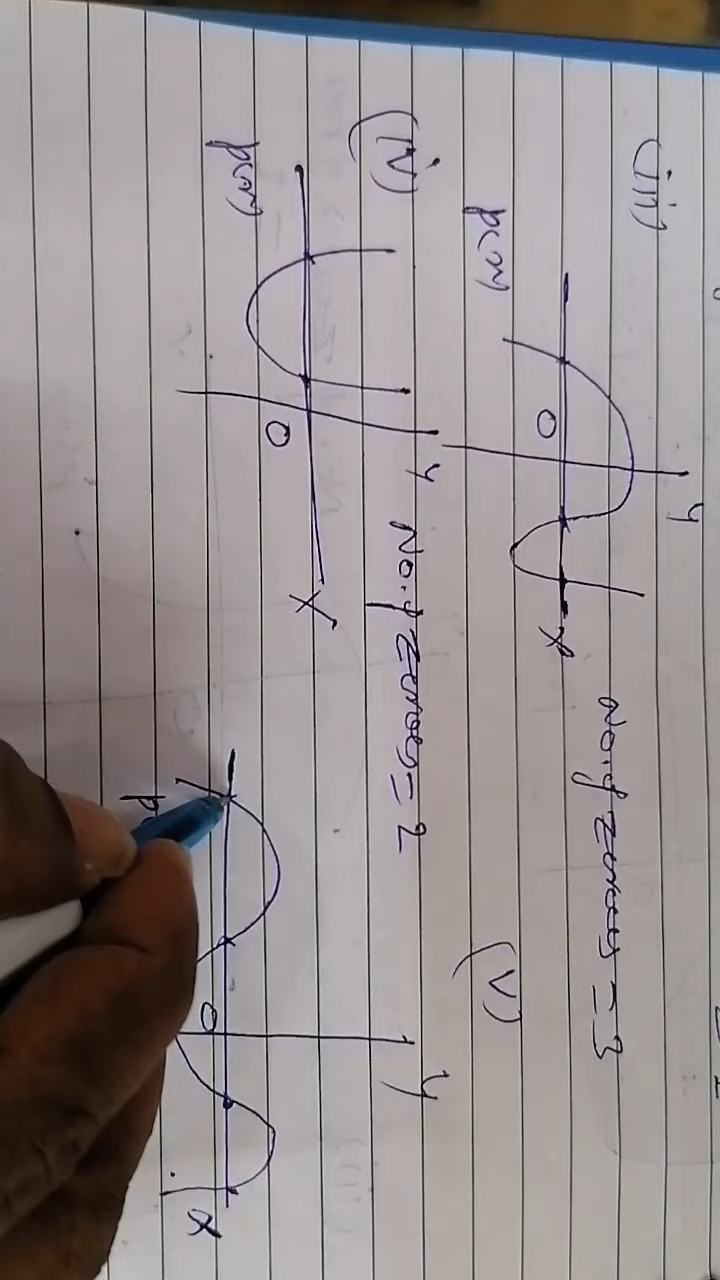 (iii)
y
p(x)
O
x
No. of zeroes = 3
(iv)
y
p(x)
O
x
No. of zeroes = 2
(v)
y
O
x